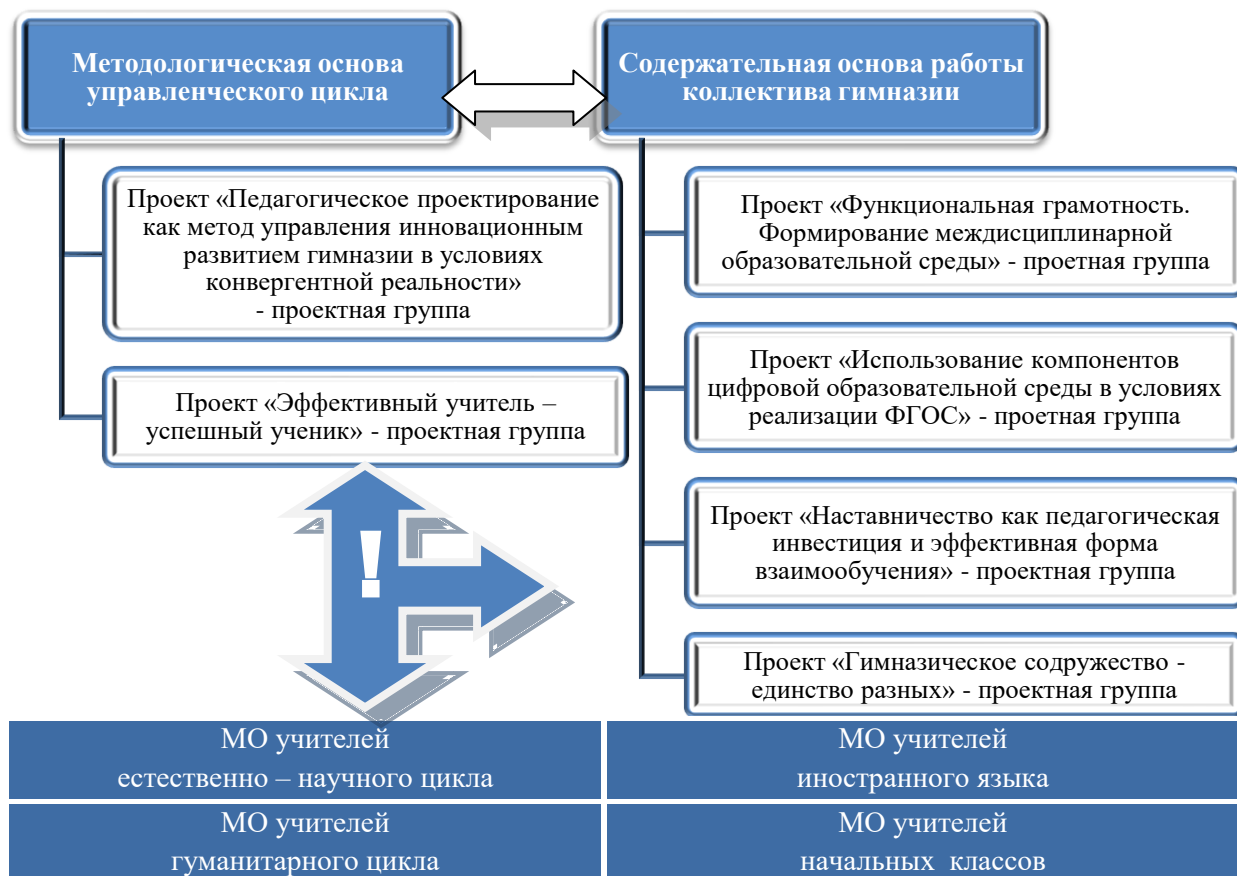 Методологическая основа
управленческого цикла
Содержательная основа работы
коллектива гимназии
Проект «Педагогическое проектирование
как метод управления инновационным
развитием гимназии в условиях
конвергентной реальности»
- проектная группа
Проект «Эффективный учитель –
успешный ученик» - проектная группа
Проект «Функциональная грамотность.
Формирование междисциплинарной
образовательной среды» - проетная группа
Проект «Использование компонентов
цифровой образовательной среды в условиях
реализации ФГОС» - проетная группа
Проект «Наставничество как педагогическая
инвестиция и эффективная форма
взаимообучения» - проектная группа
Проект «Гимназическое содружество -
единство разных» - проектная группа
!
МО учителей
естественно – научного цикла
МО учителей
иностранного языка
МО учителей
гуманитарного цикла
МО учителей
начальных классов